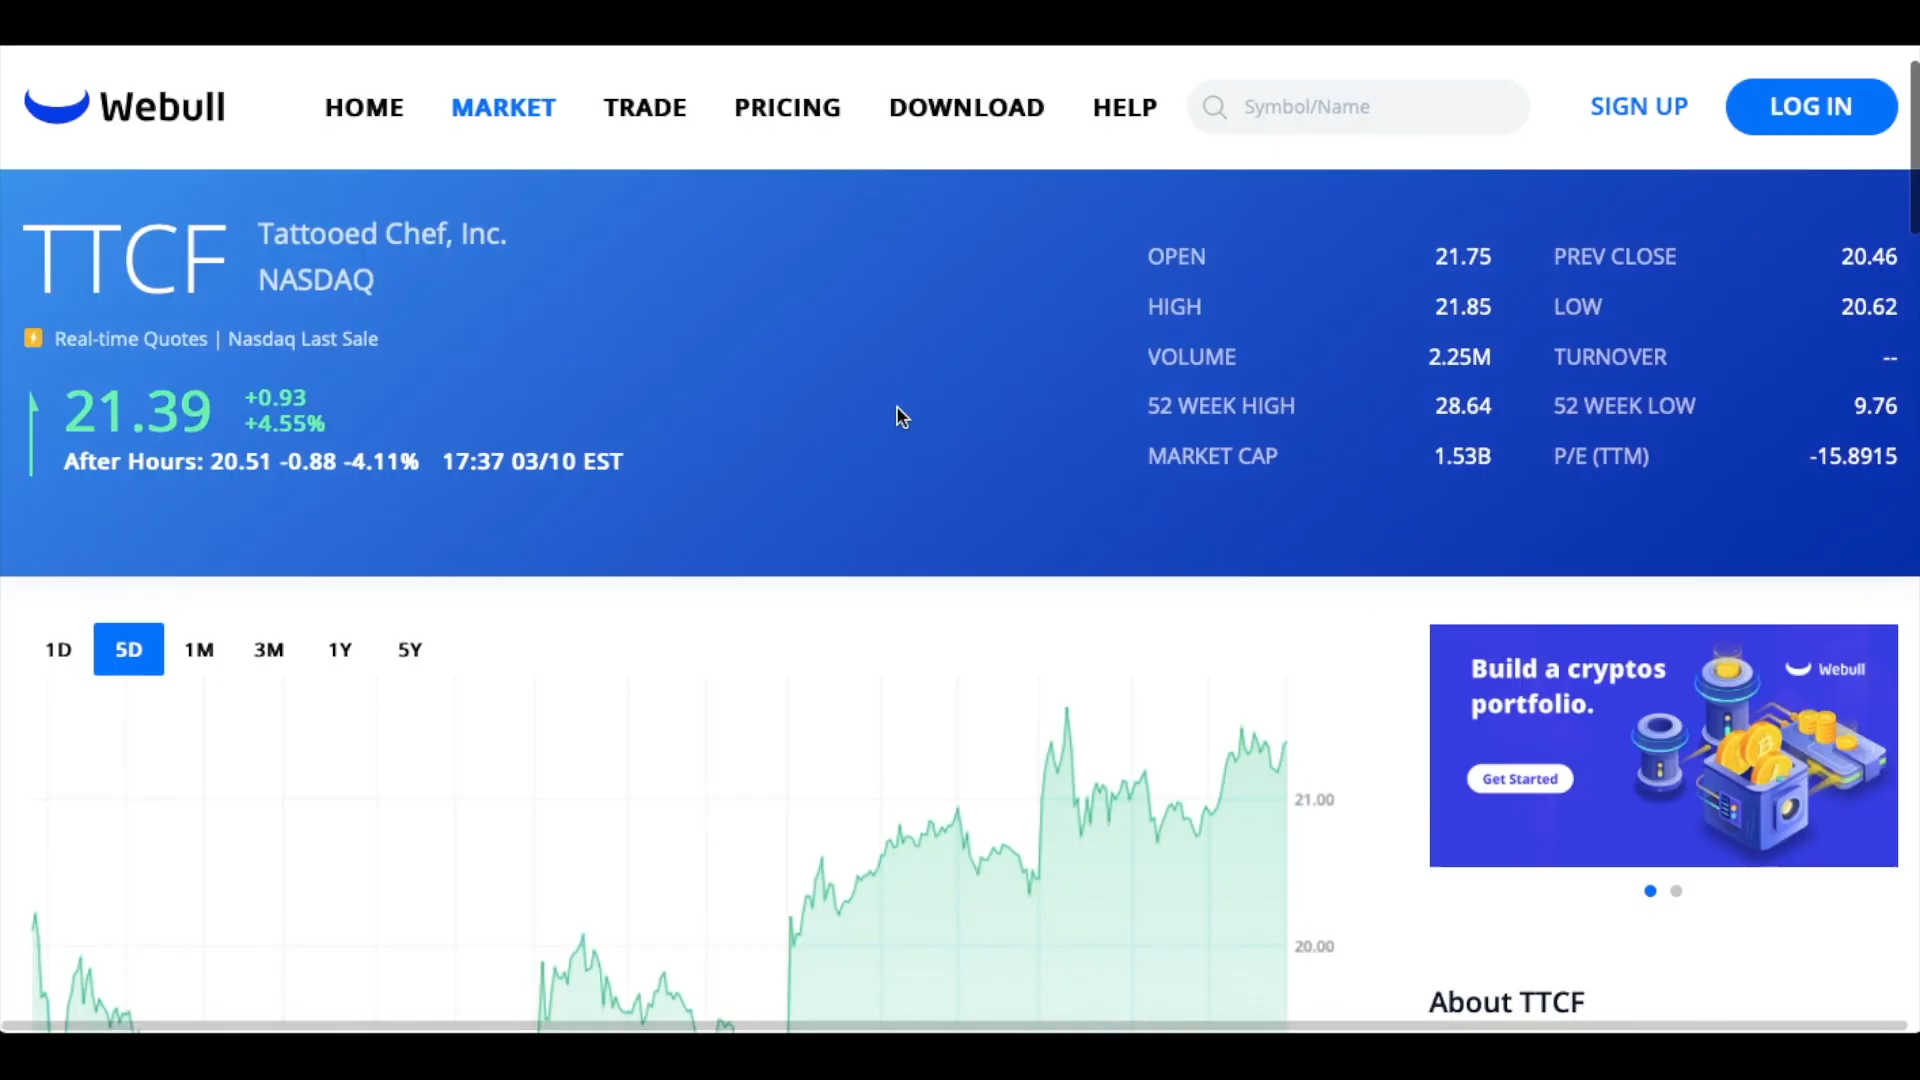 Webull
HOME MARKET TRADE PRICING DOWNLOAD HELP Symbol/Name SIGN UP LOG IN
TTCF
Tattooed Chef, Inc.
NASDAQ
Real-time Quotes | Nasdaq Last Sale
21.39 +0.93
+4.55%
After Hours: 20.51 -0.88 -4.11% 17:37 03/10 EST
OPEN 21.75 PREV CLOSE 20.46
HIGH 21.85 LOW 20.62
VOLUME 2.25M TURNOVER --
52 WEEK HIGH 28.64 52 WEEK LOW 9.76
MARKET CAP 1.53B P/E (TTM) -15.8915
1D 5D 1M 3M 1Y 5Y
21.00
20.00
Build a cryptos
portfolio.
Webull
Get Started
About TTCF